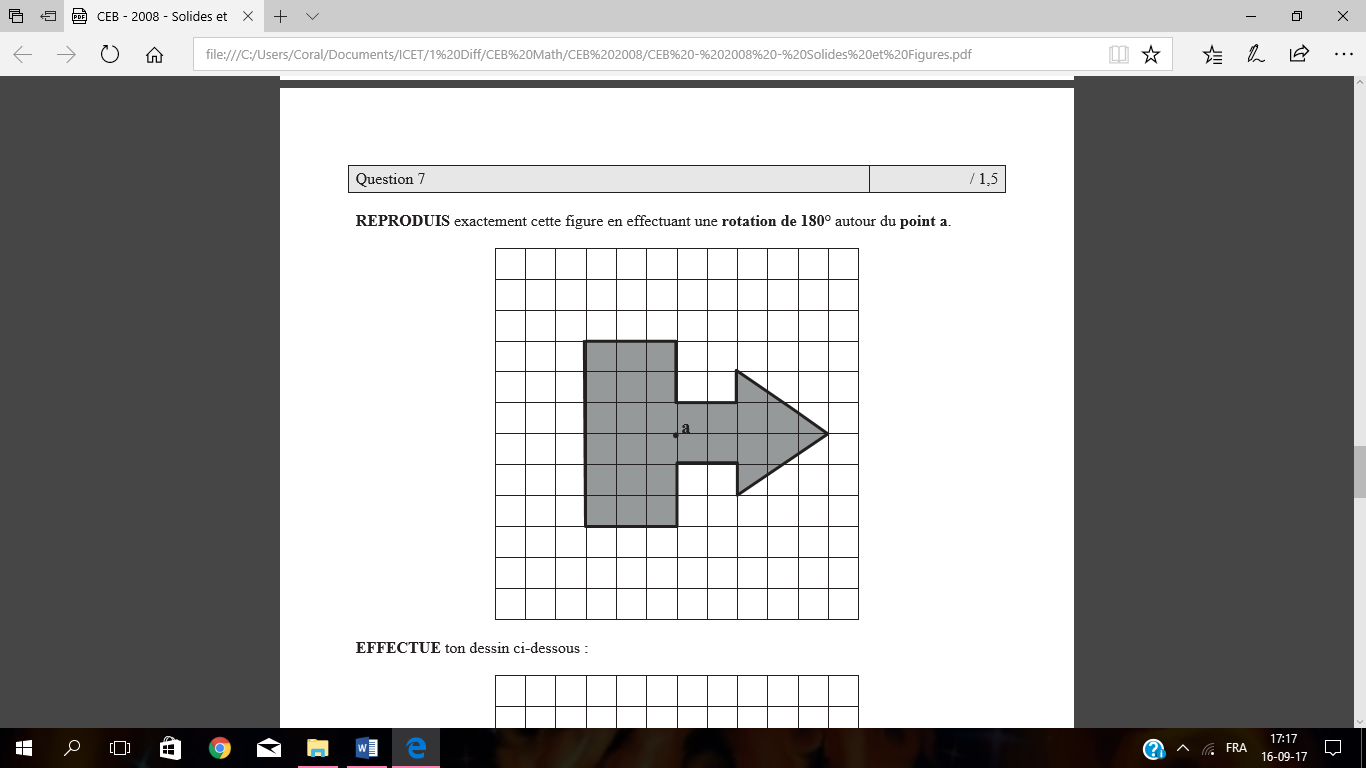 CEB - 2008 - Solides et
file:///C:/Users/Coral/Documents/ICET/1%20Diff/CEB%20Math/CEB%202008/CEB%20-%202008%20-%20Solides%20et%20Figures.pdf
Question 7 / 1,5
REPRODUIS exactement cette figure en effectuant une rotation de 180° autour du point a.
a
EFFECTUE ton dessin ci-dessous :
FRA
17:17
16-09-17